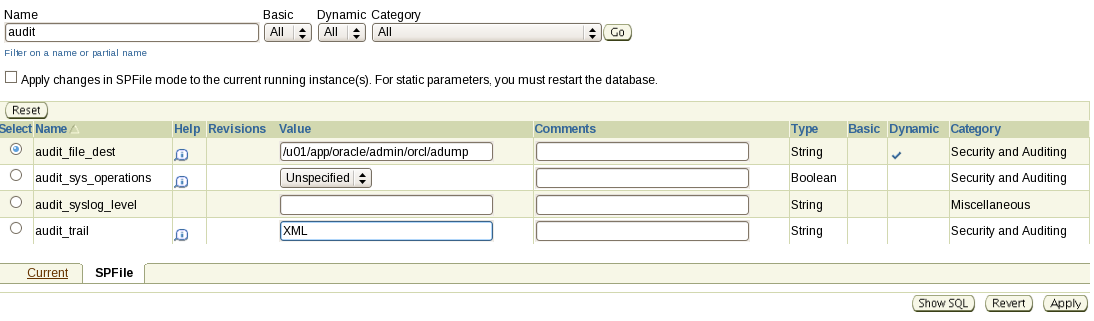 Name Basic Dynamic Category
audit All All All Go
Filter on a name or partial name
Apply changes in SPFile mode to the current running instance(s). For static parameters, you must restart the database.
Reset
Select Name Help Revisions Value Comments Type Basic Dynamic Category
audit_file_dest /u01/app/oracle/admin/orcl/adump String Security and Auditing
audit_sys_operations Unspecified Boolean Security and Auditing
audit_syslog_level String Miscellaneous
audit_trail XML String Security and Auditing
Current SPFile
Show SQL Revert Apply